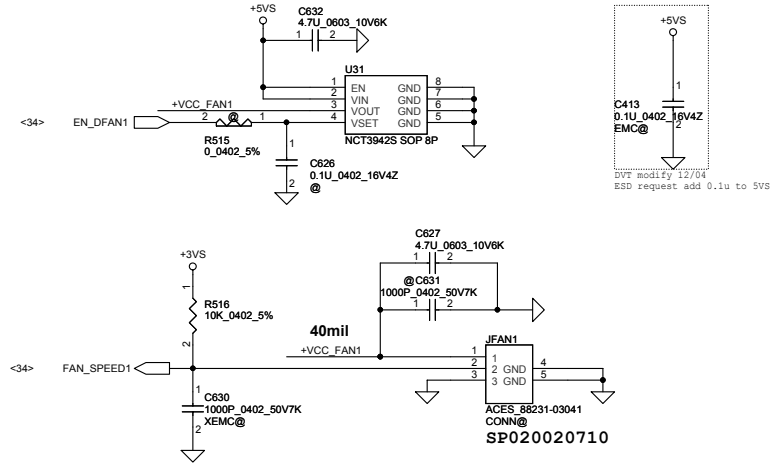 +5VS
C632
4.7U_0603_10V6K
1 2
U31
1 EN GND 8
2 VIN GND 7
+VCC_FAN1 3 VOUT GND 6
<34> EN_DFAN1 2 @ 1 4 VSET GND 5
R515
0_0402_5%
NCT3942S SOP 8P
1
C626
0.1U_0402_16V4Z
2
@
+5VS
1
C413
0.1U_0402_16V4Z
EMC@
2
DVT modify 12/04
ESD request add 0.1u to 5VS
+3VS
1
R516
10K_0402_5%
2
C627
4.7U_0603_10V6K
1 2
@C631
1000P_0402_50V7K
1 2
40mil
+VCC_FAN1
<34> FAN_SPEED1
JFAN1
1 1
2 2 GND 4
3 3 GND 5
ACES_88231-03041
CONN@
SP020020710
1
C630
1000P_0402_50V7K
XEMC@
2